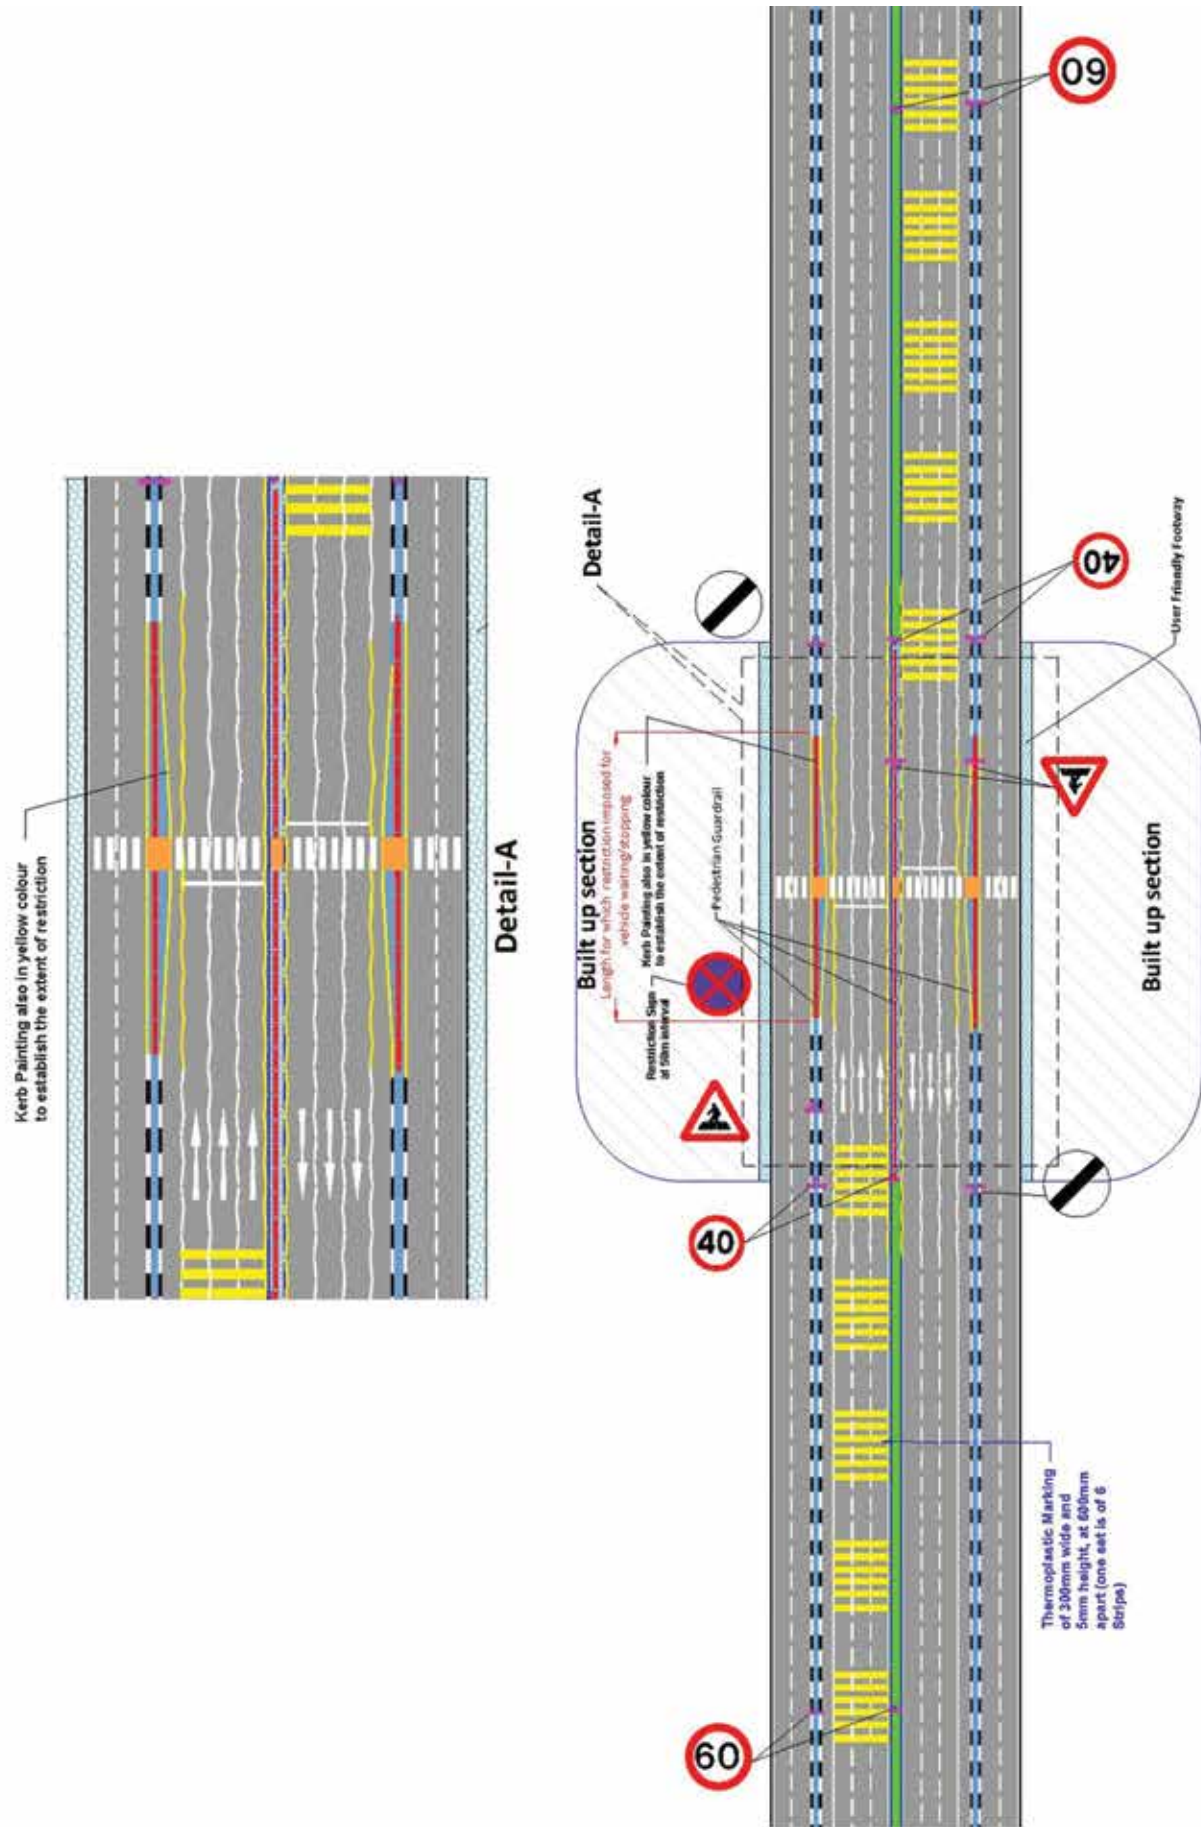 Kerb Painting also in yellow colour
to establish the extent of restriction
Detail-A
Detail-A
Built up section
Length for which restriction imposed for
vehicle waiting/stopping
Kerb Painting also in yellow colour
to establish the extent of restriction
Restriction Sign
at 50m interval
Pedestrian Guardrail
60
40
40
60
User Friendly Footway
Built up section
Thermoplastic Marking
of 300mm wide and
5mm height, at 600mm
apart (one set is of 6
Strips)